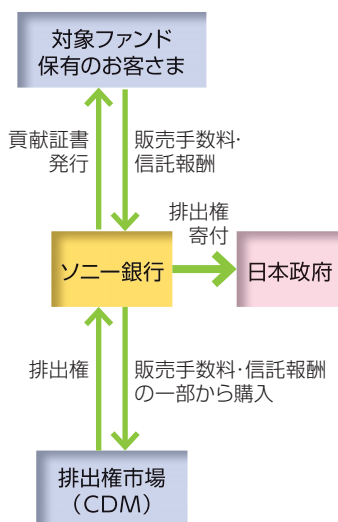 対象ファンド
保有のお客さま
貢献証書
発行
販売手数料・
信託報酬
排出権
寄付
ソニー銀行
日本政府
排出権
販売手数料・信託報酬
の一部から購入
排出権市場
（CDM）